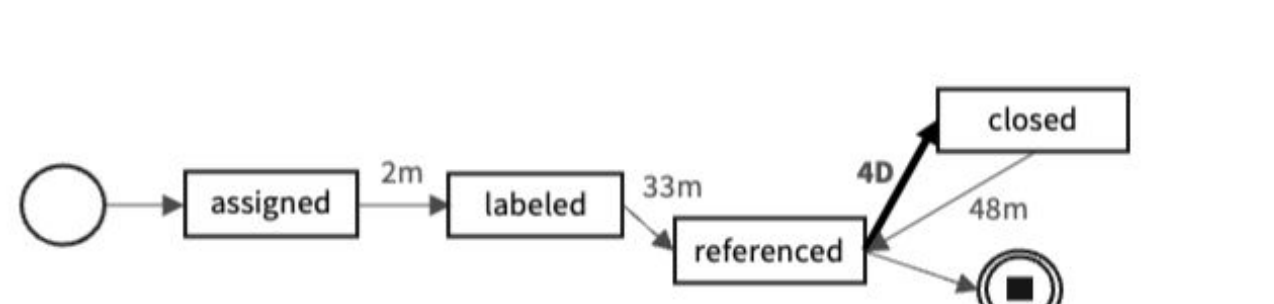 closed
2m
4D
33m
assigned
labeled
48m
referenced